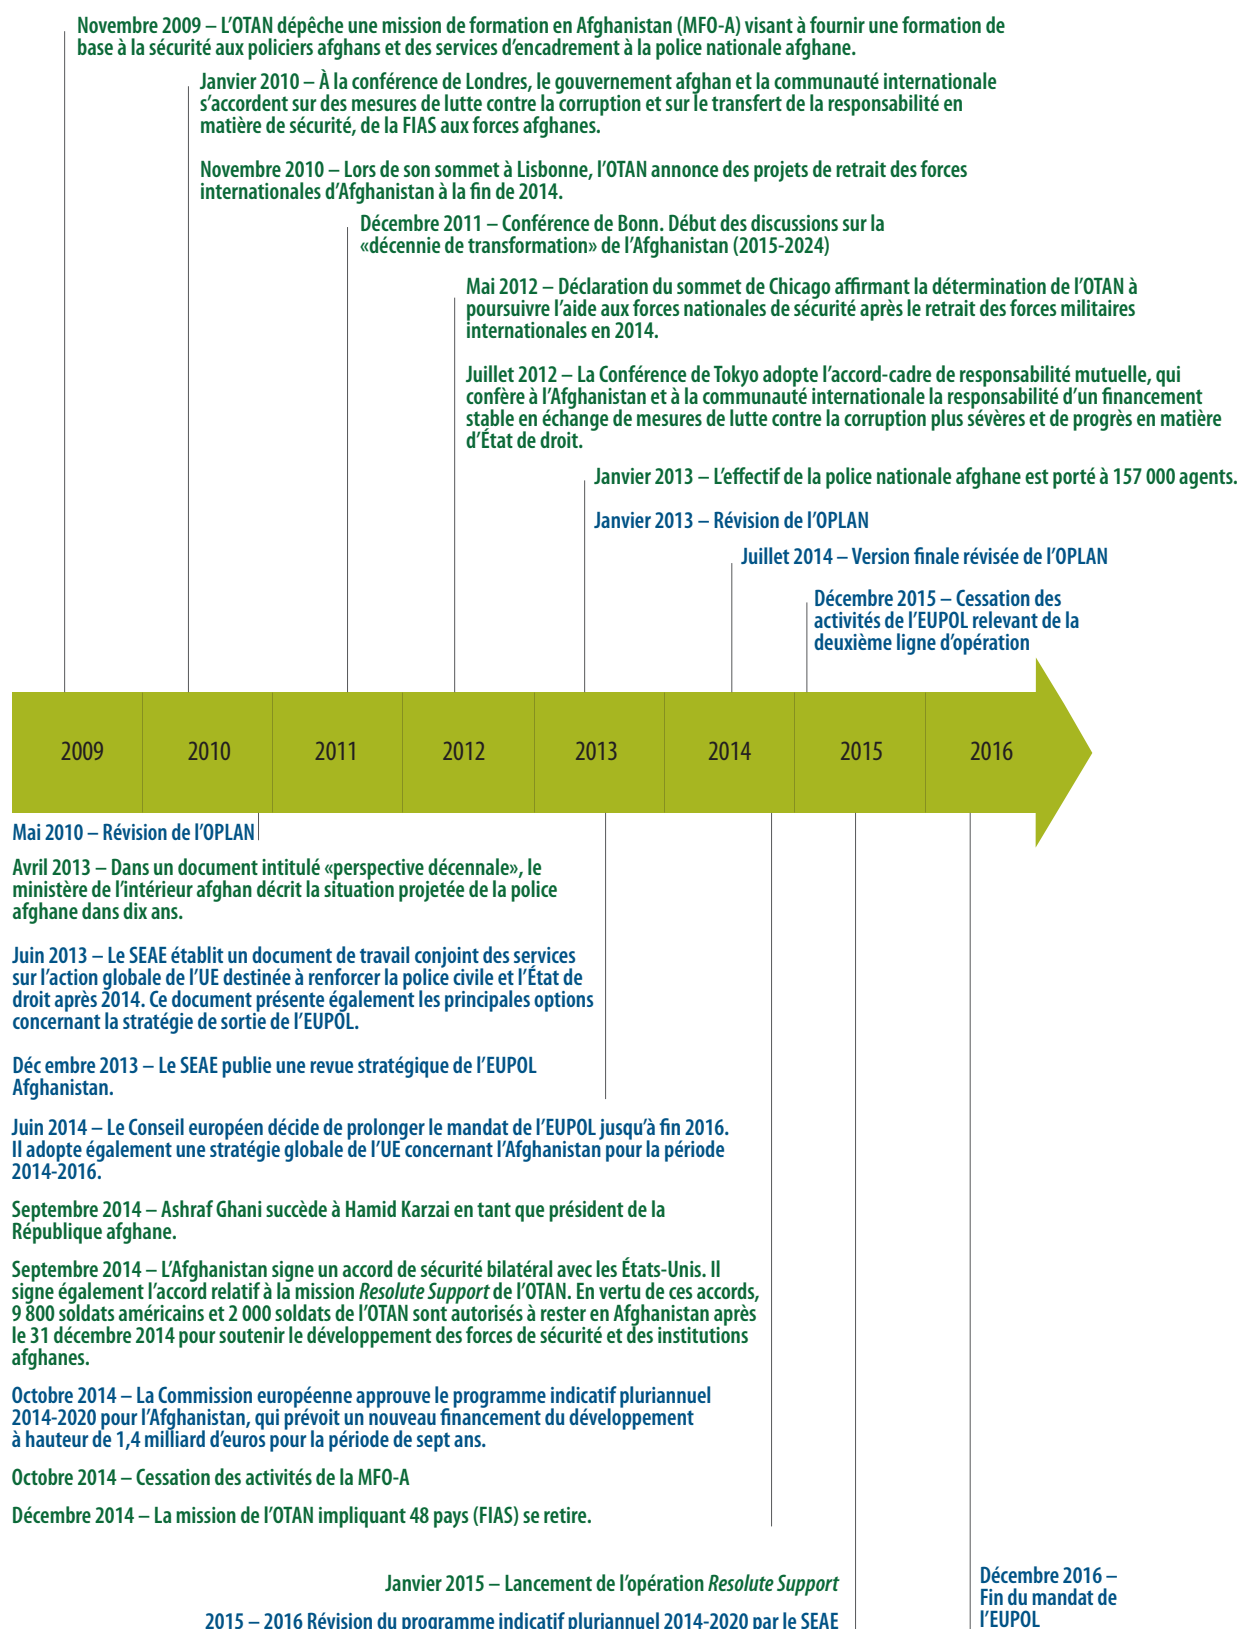 Novembre 2009 – L’OTAN dépêche une mission de formation en Afghanistan (MFO-A) visant à fournir une formation de
base à la sécurité aux policiers afghans et des services d’encadrement à la police nationale afghane.
Janvier 2010 – À la conférence de Londres, le gouvernement afghan et la communauté internationale
s’accordent sur des mesures de lutte contre la corruption et sur le transfert de la responsabilité en
matière de sécurité, de la FIAS aux forces afghanes.
Novembre 2010 – Lors de son sommet à Lisbonne, l’OTAN annonce des projets de retrait des forces
internationales d’Afghanistan à la fin de 2014.
Décembre 2011 – Conférence de Bonn. Début des discussions sur la
«décennie de transformation» de l’Afghanistan (2015-2024)
Mai 2012 – Déclaration du sommet de Chicago affirmant la détermination de l’OTAN à
poursuivre l’aide aux forces nationales de sécurité après le retrait des forces militaires
internationales en 2014.
Juillet 2012 – La Conférence de Tokyo adopte l’accord-cadre de responsabilité mutuelle, qui
confère à l’Afghanistan et à la communauté internationale la responsabilité d’un financement
stable en échange de mesures de lutte contre la corruption plus sévères et de progrès en matière
d’État de droit.
Janvier 2013 – L’effectif de la police nationale afghane est porté à 157 000 agents.
Janvier 2013 – Révision de l’OPLAN
Juillet 2014 – Version finale révisée de l’OPLAN
Décembre 2015 – Cessation des
activités de l’EUPOL relevant de la
deuxième ligne d’opération
2009 2010 2011 2012 2013 2014 2015 2016
Mai 2010 – Révision de l’OPLAN
Avril 2013 – Dans un document intitulé «perspective décennale», le
ministère de l’intérieur afghan décrit la situation projetée de la police
afghane dans dix ans.
Juin 2013 – Le SEAE établit un document de travail conjoint des services
sur l’action globale de l’UE destinée à renforcer la police civile et l’État de
droit après 2014. Ce document présente également les principales options
concernant la stratégie de sortie de l’EUPOL.
Déc embre 2013 – Le SEAE publie une revue stratégique de l’EUPOL
Afghanistan.
Juin 2014 – Le Conseil européen décide de prolonger le mandat de l’EUPOL jusqu’à fin 2016.
Il adopte également une stratégie globale de l’UE concernant l’Afghanistan pour la période
2014-2016.
Septembre 2014 – Ashraf Ghani succède à Hamid Karzai en tant que président de la
République afghane.
Septembre 2014 – L’Afghanistan signe un accord de sécurité bilatéral avec les États-Unis. Il
signe également l’accord relatif à la mission Resolute Support de l’OTAN. En vertu de ces accords,
9 800 soldats américains et 2 000 soldats de l’OTAN sont autorisés à rester en Afghanistan après
le 31 décembre 2014 pour soutenir le développement des forces de sécurité et des institutions
afghanes.
Octobre 2014 – La Commission européenne approuve le programme indicatif pluriannuel
2014-2020 pour l’Afghanistan, qui prévoit un nouveau financement du développement
à hauteur de 1,4 milliard d’euros pour la période de sept ans.
Octobre 2014 – Cessation des activités de la MFO-A
Décembre 2014 – La mission de l’OTAN impliquant 48 pays (FIAS) se retire.
Janvier 2015 – Lancement de l’opération Resolute Support
2015 – 2016 Révision du programme indicatif pluriannuel 2014-2020 par le SEAE
Décembre 2016 –
Fin du mandat de
l’EUPOL